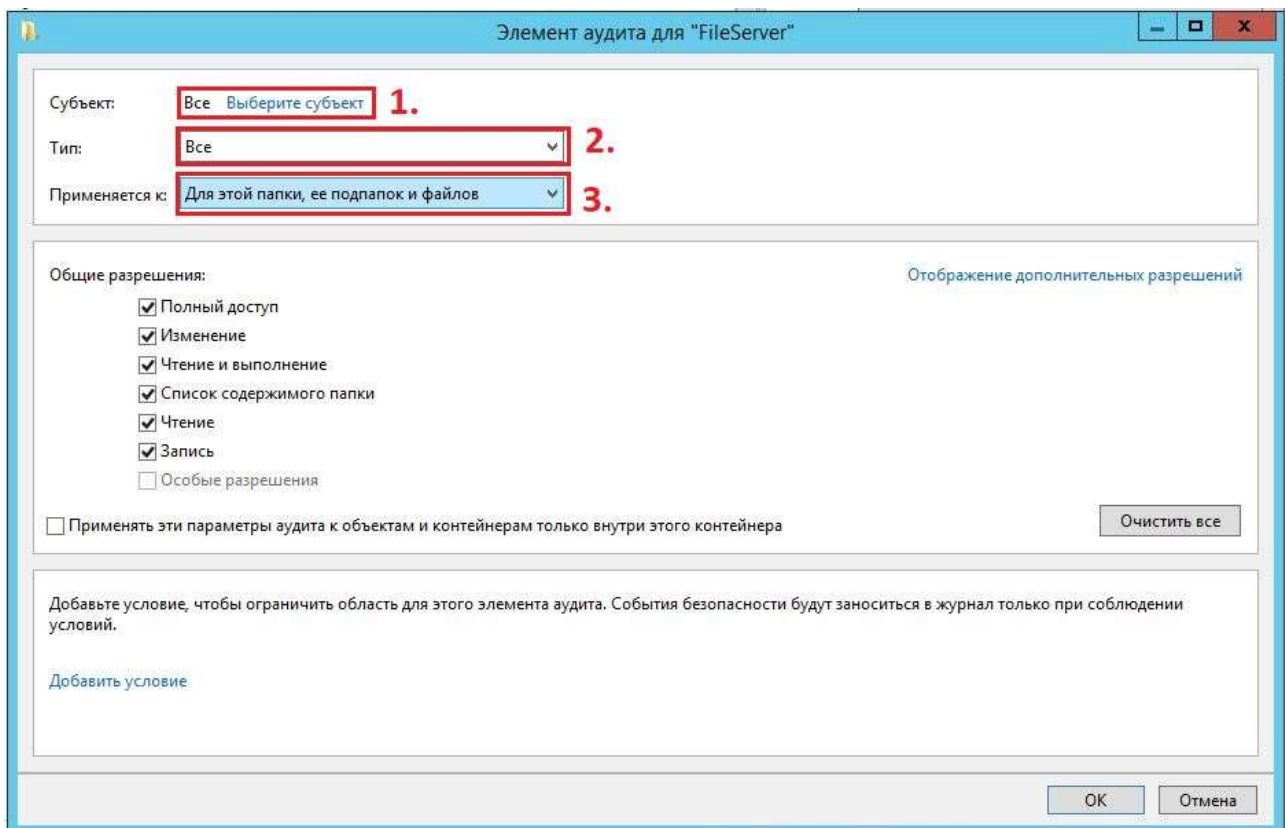 Элемент аудита для "FileServer"
Субъект: Все Выберите субъект 1.
Тип: Все 2.
Применяется к: Для этой папки, ее подпапок и файлов 3.
Общие разрешения: Отображение дополнительных разрешений
Полный доступ
Изменение
Чтение и выполнение
Список содержимого папки
Чтение
Запись
Особые разрешения
Применять эти параметры аудита к объектам и контейнерам только внутри этого контейнера Очистить все
Добавьте условие, чтобы ограничить область для этого элемента аудита. События безопасности будут заноситься в журнал только при соблюдении
условий.
Добавить условие
ОК Отмена